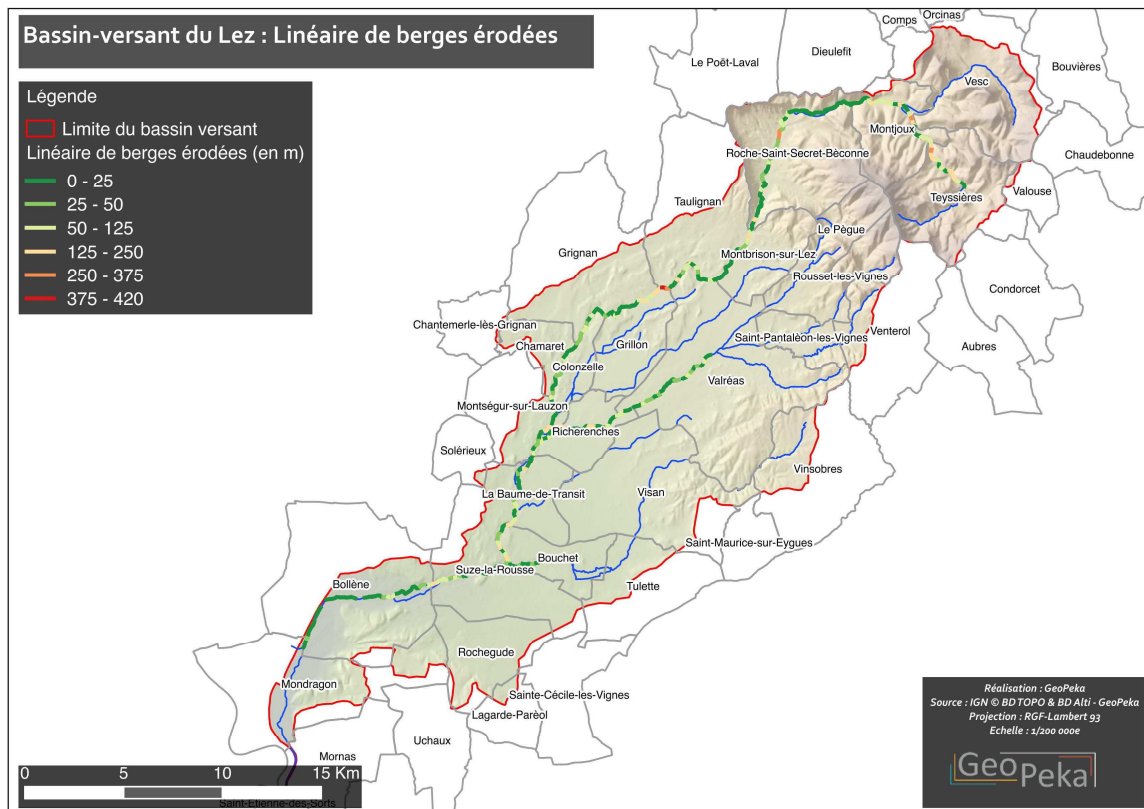 Bassin-versant du Lez : Linéaire de berges érodées
Légende
Limite du bassin versant
Linéaire de berges érodées (en m)
0 - 25
25 - 50
50 - 125
125 - 250
250 - 375
375 - 420
Orcinas
Comps
Dieulefit
Le Poët-Laval
Bouvières
Vesc
Montjoux
Roche-Saint-Secret-Bèconne
Chaudebonne
Valouse
Teyssières
Taulignan
Le Pègue
Grignan
Montbrison-sur-Lez
Rousset-les-Vignes
Condorcet
Chantemerle-lès-Grignan
Venterol
Saint-Pantalèon-les-Vignes
Chamaret
Grillon
Aubres
Colonzelle
Valréas
Montségur-sur-Lauzon
Richerenches
Solérieux
Vinsobres
La Baume-de-Transit
Visan
Saint-Maurice-sur-Eygues
Bouchet
Suze-la-Rousse
Bollène
Tulette
Rochegude
Mondragon
Sainte-Cécile-les-Vignes
Lagarde-Parèol
Uchaux
Mornas
Saint-Etienne-des-Sorts
0 5 10 15 Km
Réalisation : GeoPeka
Source : IGN © BD TOPO & BD Alti - GeoPeka
Projection : RGF-Lambert 93
Echelle : 1/200 000e
GeoPeka